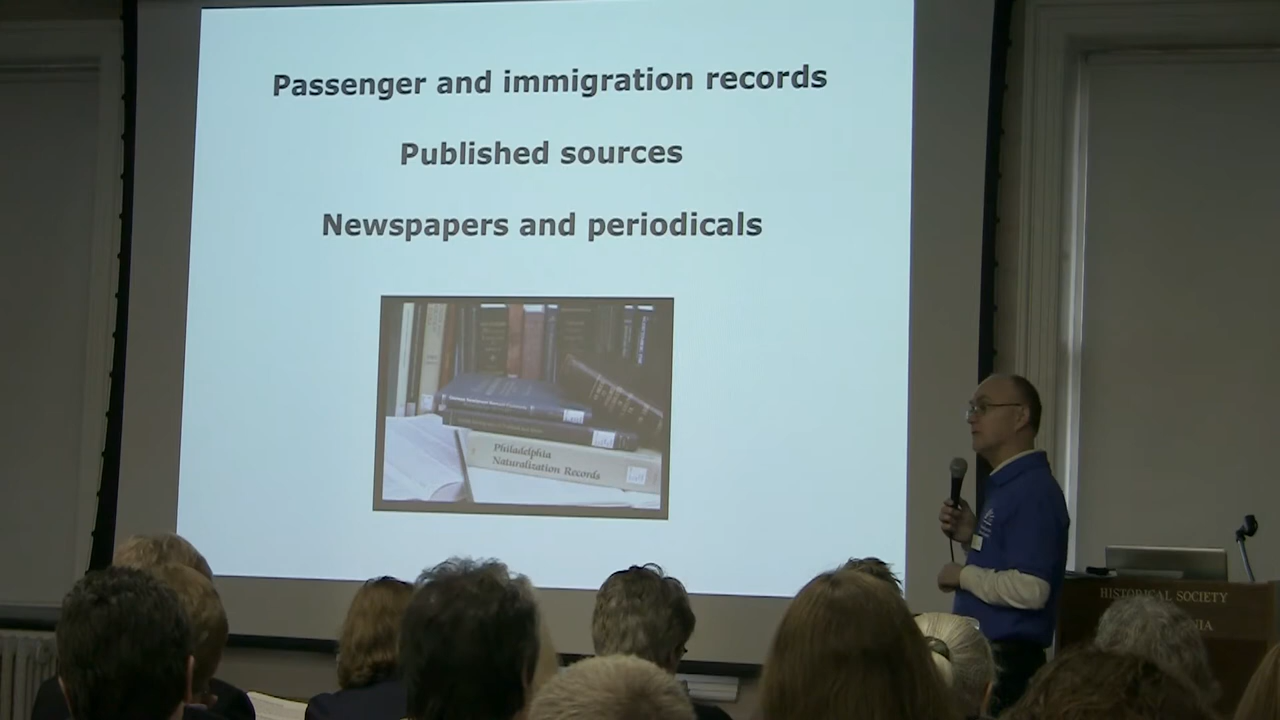 Passenger and immigration records
Published sources
Newspapers and periodicals
Philadelphia
Naturalization Records
HISTORICAL SOCIETY